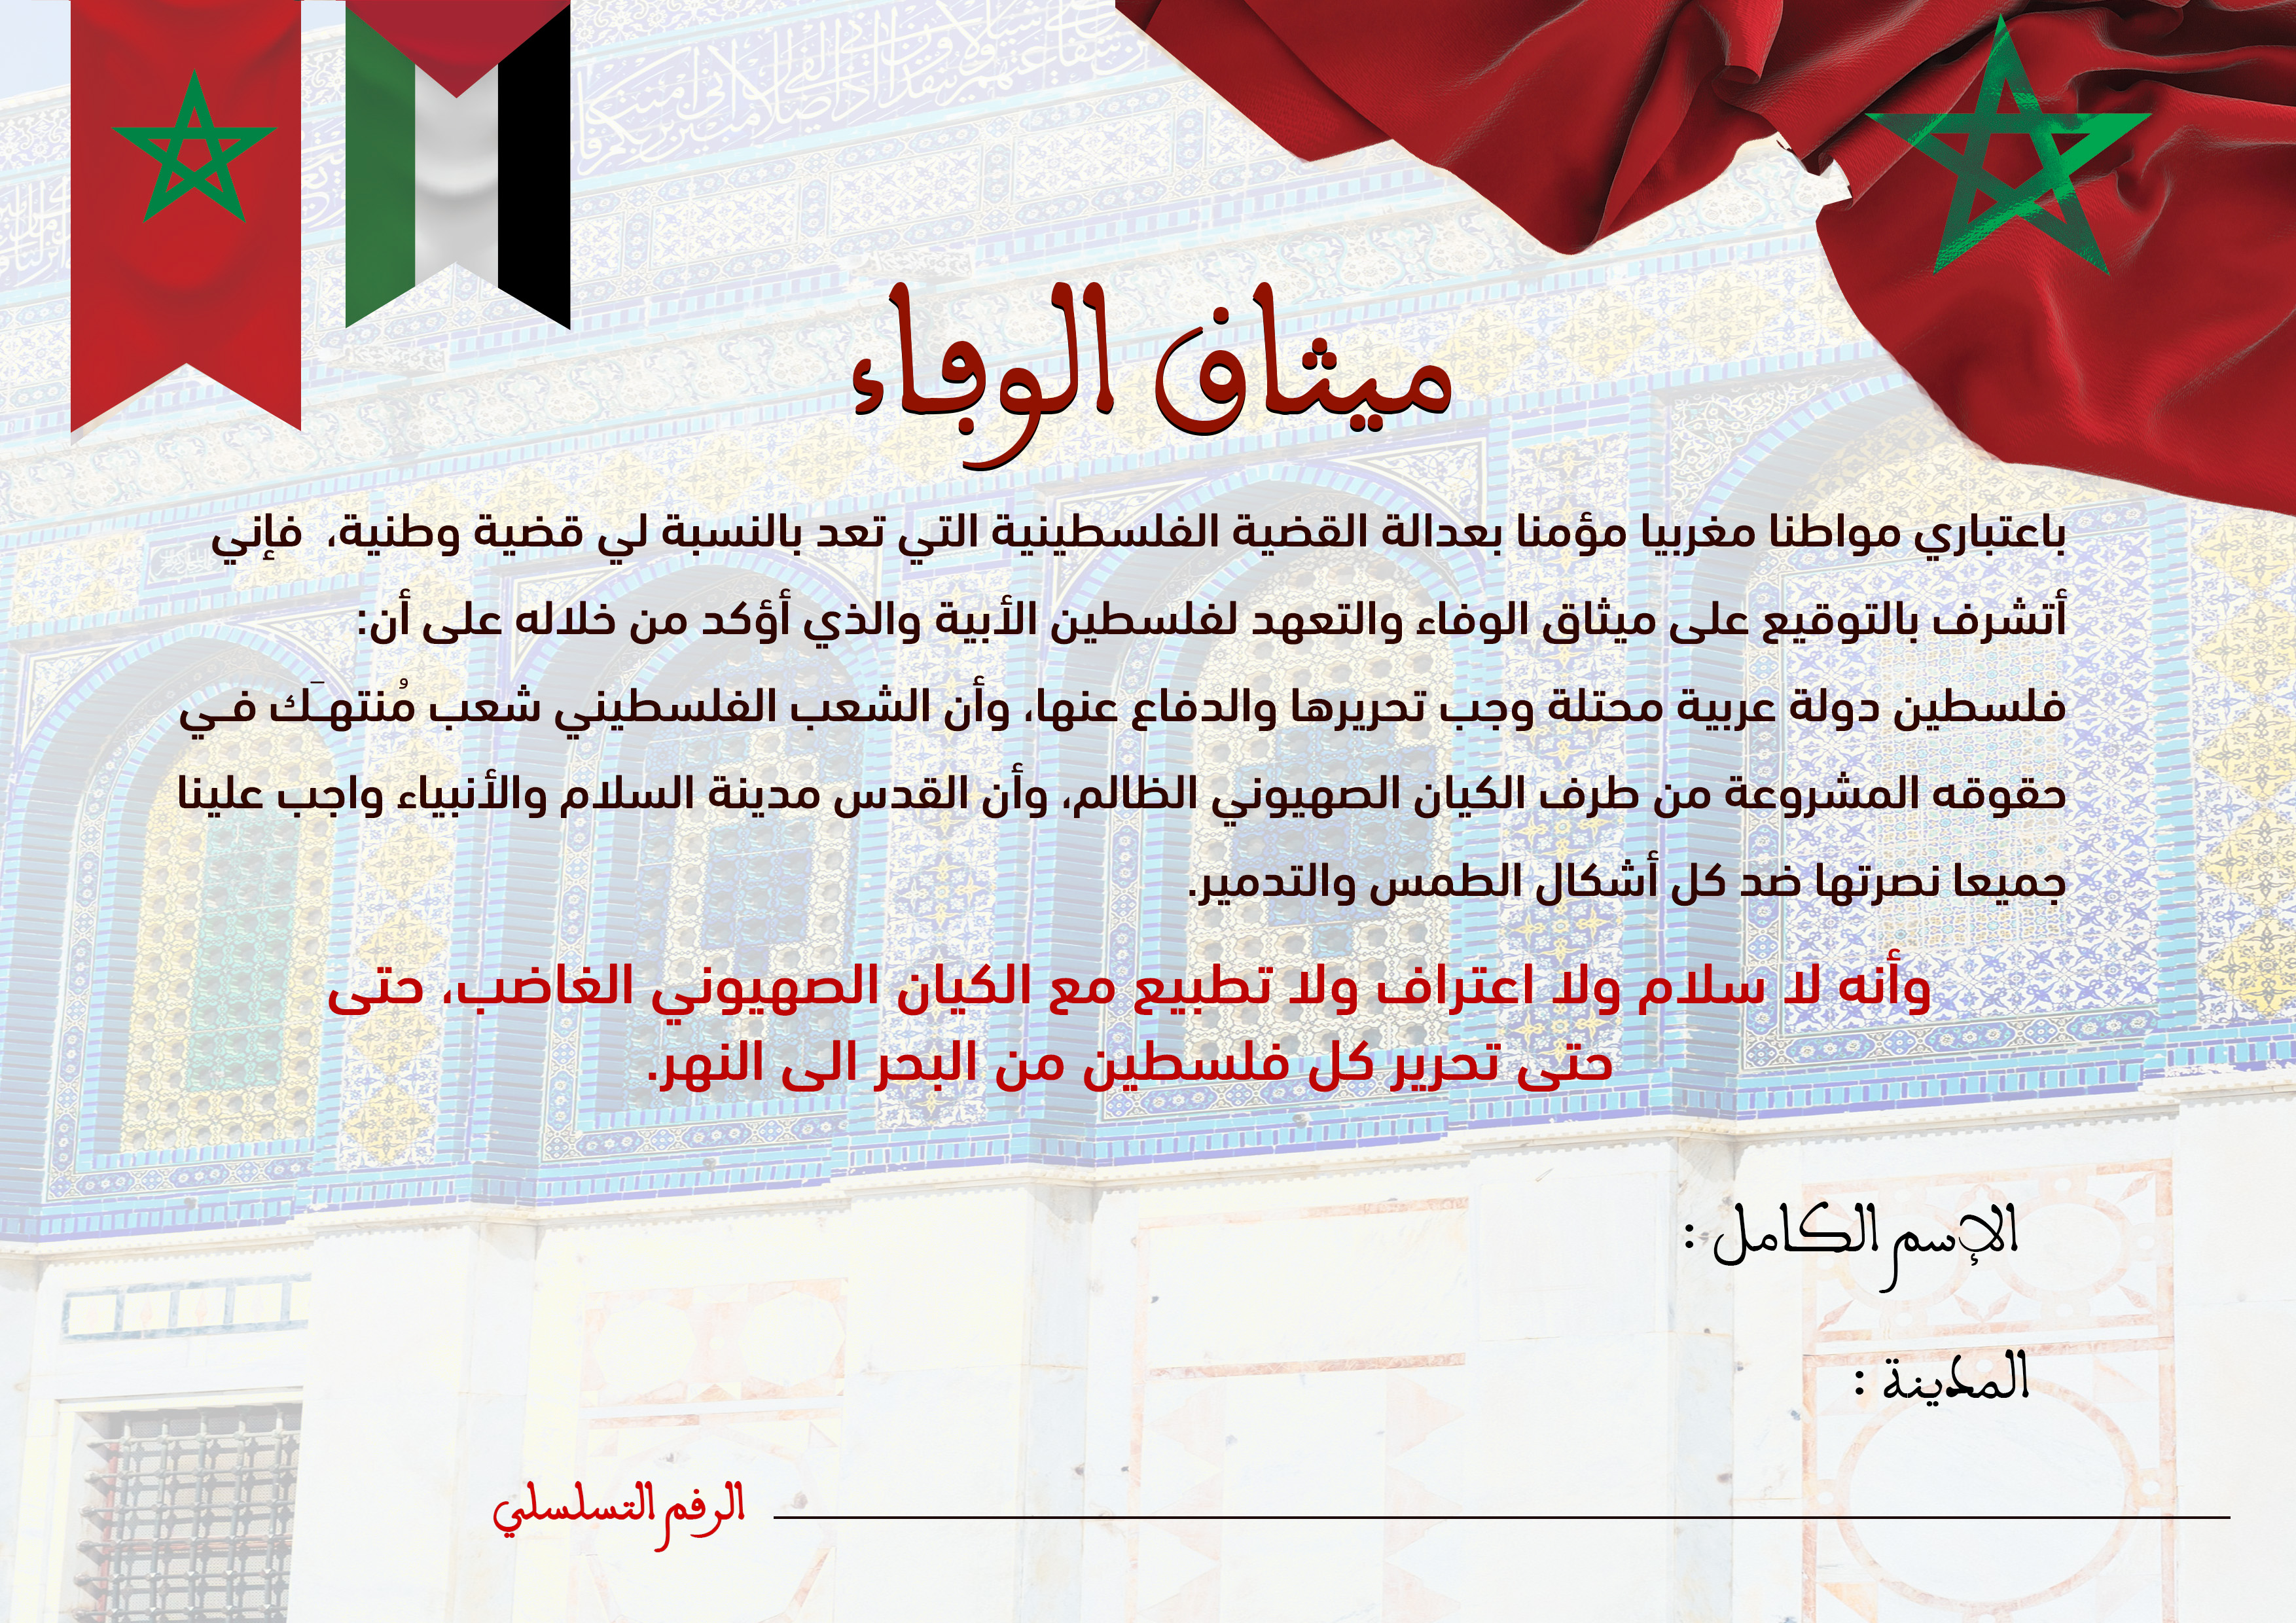 ميثاق الوفاء
باعتباري مواطنا مغربيا مؤمنا بعدالة القضية الفلسطينية التي تعد بالنسبة لي قضية وطنية، فإني
أتشرف بالتوقيع على ميثاق الوفاء والتعهد لفلسطين الأبية والذي أؤكد من خلاله على أن:
فلسطين دولة عربية محتلة وجب تحريرها والدفاع عنها، وأن الشعب الفلسطيني شعب مُنتهـَك فـي
حقوقه المشروعة من طرف الكيان الصهيوني الظالم، وأن القدس مدينة السلام والأنبياء واجب علينا
جميعا نصرتها ضد كل أشكال الطمس والتدمير.
وأنه لا سلام ولا اعتراف ولا تطبيع مع الكيان الصهيوني الغاضب، حتى
حتى تحرير كل فلسطين من البحر الى النهر.
الإسم الكامل :
المدينة :
الرقم التسلسلي